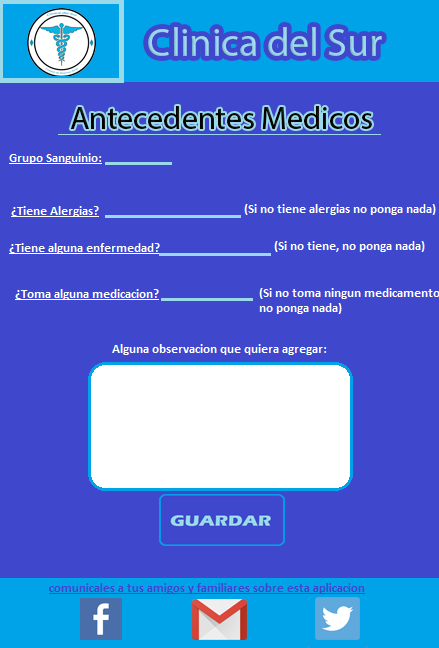 Clinica del Sur
Antecedentes Medicos
Grupo Sanguinio:
¿Tiene Alergias? (Si no tiene alergias no ponga nada)
¿Tiene alguna enfermedad? (Si no tiene, no ponga nada)
¿Toma alguna medicacion? (Si no toma ningun medicamento
no ponga nada)
Alguna observacion que quiera agregar:
GUARDAR
comunicales a tus amigos y familiares sobre esta aplicacion